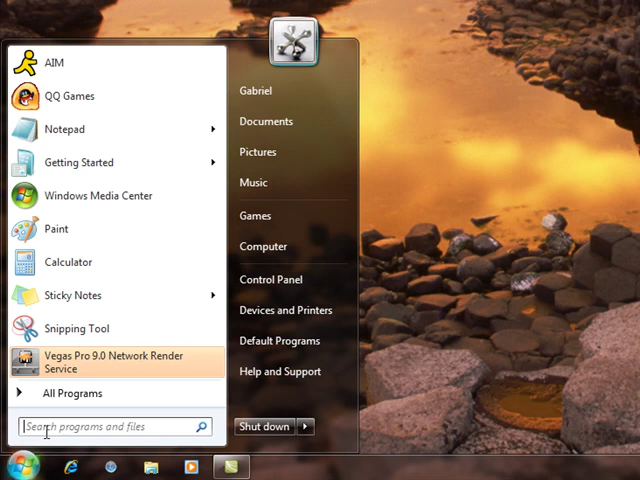 AIM
QQ Games
Notepad
Getting Started
Windows Media Center
Paint
Calculator
Sticky Notes
Snipping Tool
Vegas Pro 9.0 Network Render
Service
All Programs
Search programs and files
Gabriel
Documents
Pictures
Music
Games
Computer
Control Panel
Devices and Printers
Default Programs
Help and Support
Shut down